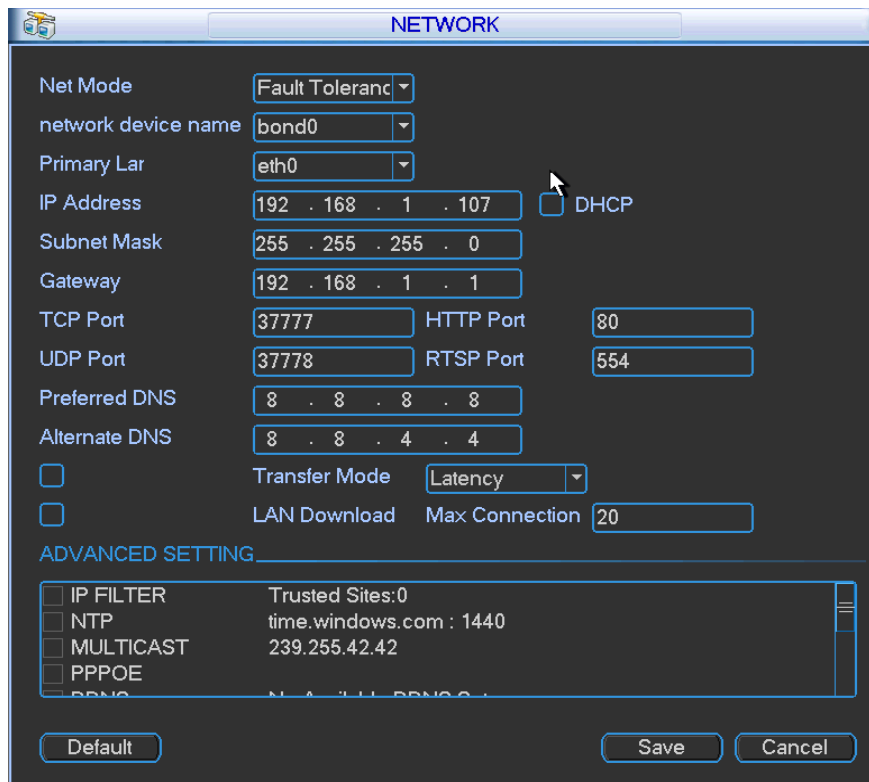 NETWORK
Net Mode Fault Toleranc
network device name bond0
Primary Lar eth0
IP Address 192 . 168 . 1 . 107 DHCP
Subnet Mask 255 . 255 . 255 . 0
Gateway 192 . 168 . 1 . 1
TCP Port 37777 HTTP Port 80
UDP Port 37778 RTSP Port 554
Preferred DNS 8 . 8 . 8 . 8
Alternate DNS 8 . 8 . 4 . 4
Transfer Mode Latency
LAN Download Max Connection 20
ADVANCED SETTING
IP FILTER Trusted Sites:0
NTP time.windows.com : 1440
MULTICAST 239.255.42.42
PPPOE
Default Save Cancel